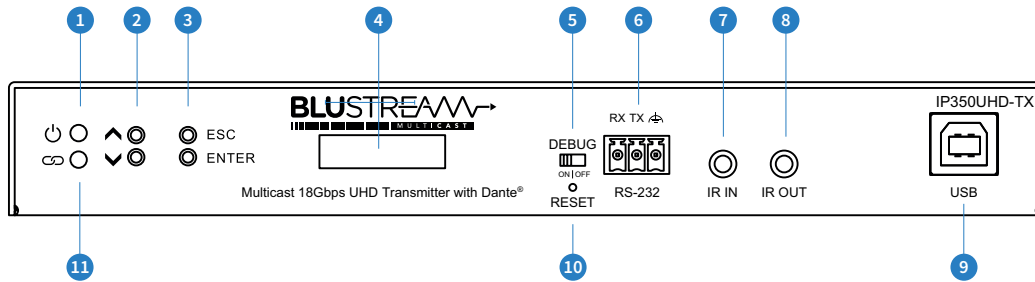 1 2 3 4 5 6 7 8
BLUSTREAM
MULTICAST
IP350UHD-TX
RX TX
ESC
DEBUG
ENTER
ON | OFF
RS-232
IR IN
IR OUT
USB
Multicast 18Gbps UHD Transmitter with Dante®
RESET
11 10 9